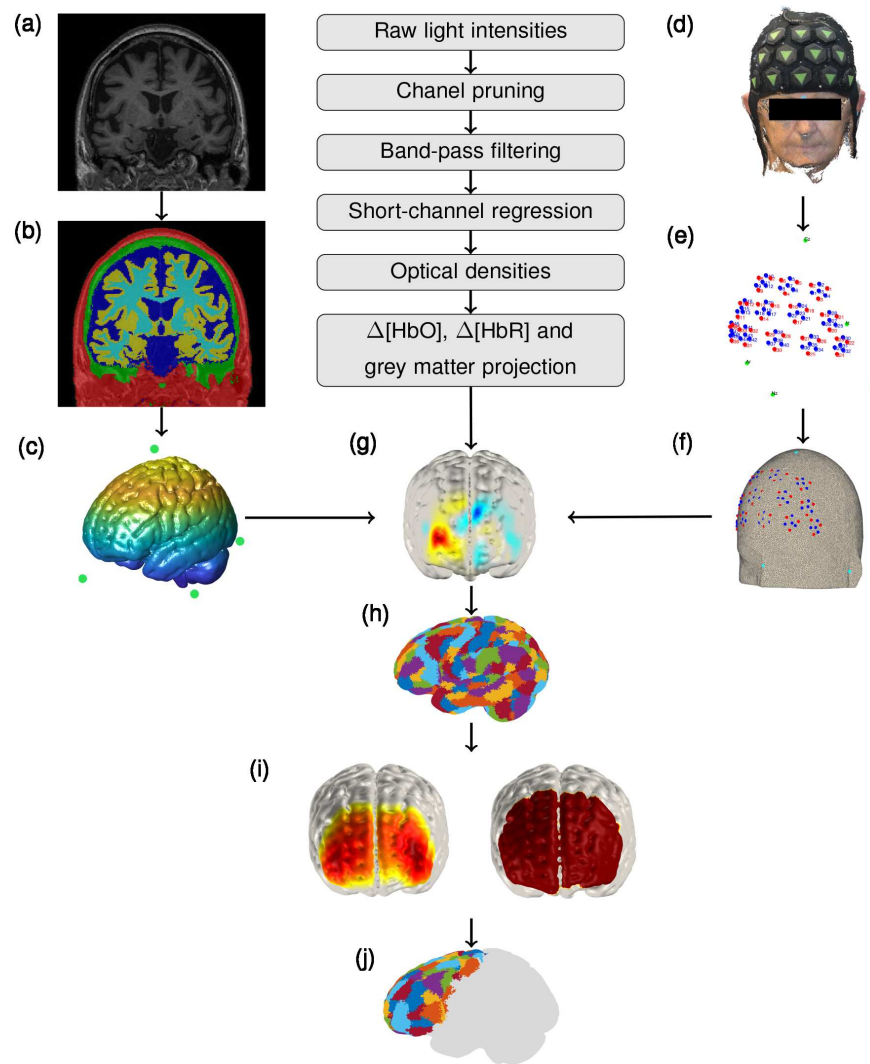 (a)
Raw light intensities
(d)
Chanel pruning
Band-pass filtering
Short-channel regression
(b)
(e)
Optical densities
Δ[HbO], Δ[HbR] and
grey matter projection
(c)
(g)
(f)
(h)
(i)
(j)